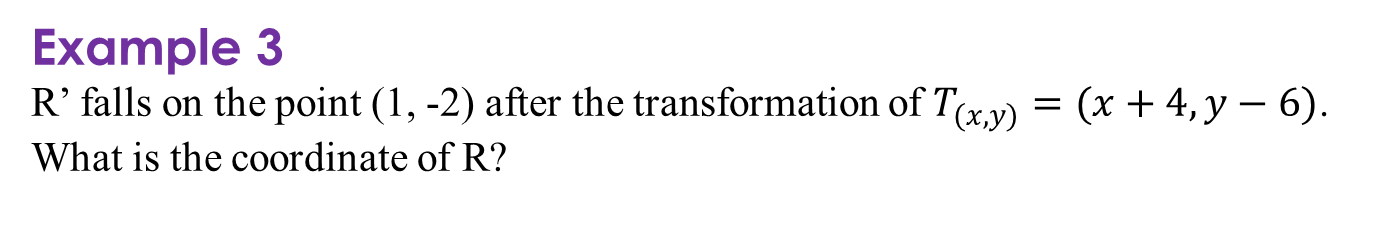 Example 3
R’ falls on the point (1, -2) after the transformation of 𝑇(𝑥,𝑦) = (𝑥 + 4, 𝑦 − 6).
What is the coordinate of R?